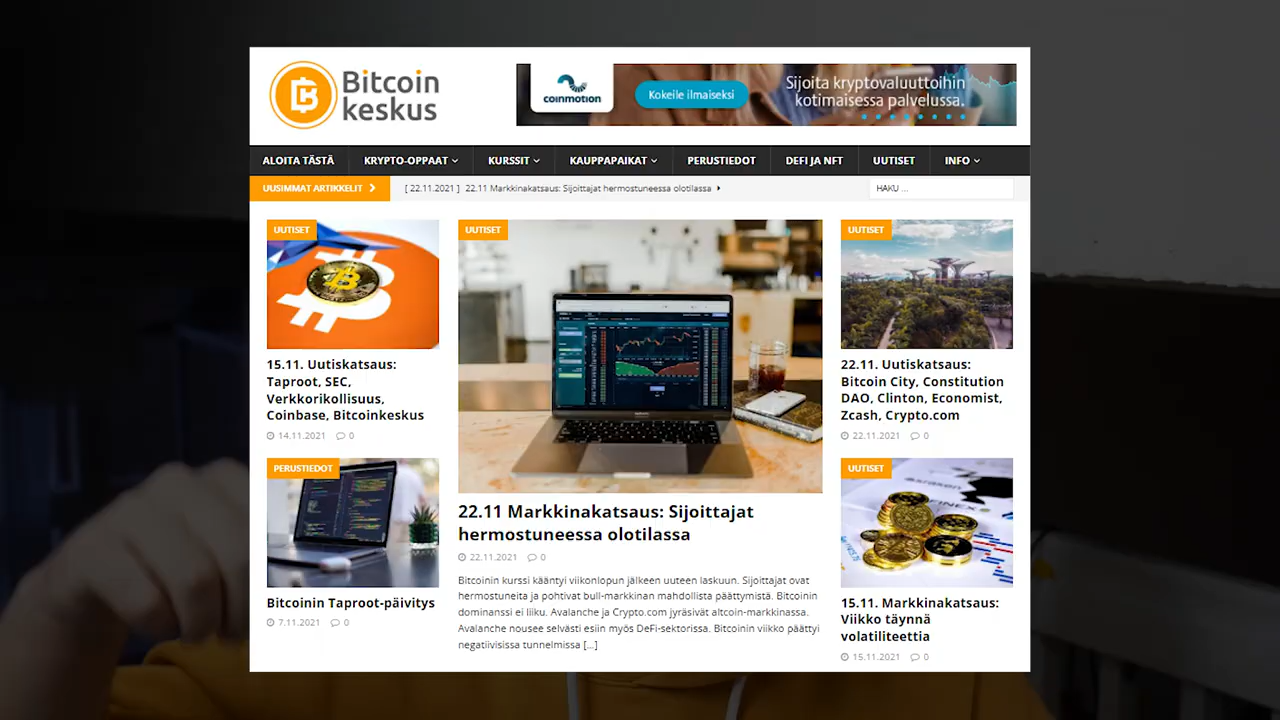 Bitcoin
keskus
coinmotion
Kokeile ilmaiseksi
Sijoita kryptovaluuttoihin
kotimaisessa palvelussa.
ALOITA TÄSTÄ
KRYPTO-OPPAAT
KURSSIT
KAUPPAPAIKAT
PERUSTIEDOT
DEFI JA NFT
UUTISET
INFO
UUSIMMAT ARTIKKELIT
[ 22.11.2021 ] 22.11 Markkinakatsaus: Sijoittajat hermostuneessa olotilassa
HAKU ...
UUTISET
15.11. Uutiskatsaus:
Taproot, SEC,
Verkkorikollisuus,
Coinbase, Bitcoinkeskus
14.11.2021 0
PERUSTIEDOT
Bitcoinin Taproot-päivitys
7.11.2021 0
UUTISET
22.11 Markkinakatsaus: Sijoittajat
hermostuneessa olotilassa
22.11.2021 0
Bitcoinin kurssi kääntyi viikonlopun jälkeen uuteen laskuun. Sijoittajat ovat
hermostuneita ja pohtivat bull-markkinan mahdollista päättymistä. Bitcoinin
dominanssi ei liiku. Avalanche ja Crypto.com jyräsivät altcoin-markkinassa.
Avalanche nousee selvästi esiin myös DeFi-sektorissa. Bitcoinin viikko päättyi
negatiivisissa tunnelmissa [...]
UUTISET
22.11. Uutiskatsaus:
Bitcoin City, Constitution
DAO, Clinton, Economist,
Zcash, Crypto.com
22.11.2021 0
UUTISET
15.11. Markkinakatsaus:
Viikko täynnä
volatiliteettia
15.11.2021 0